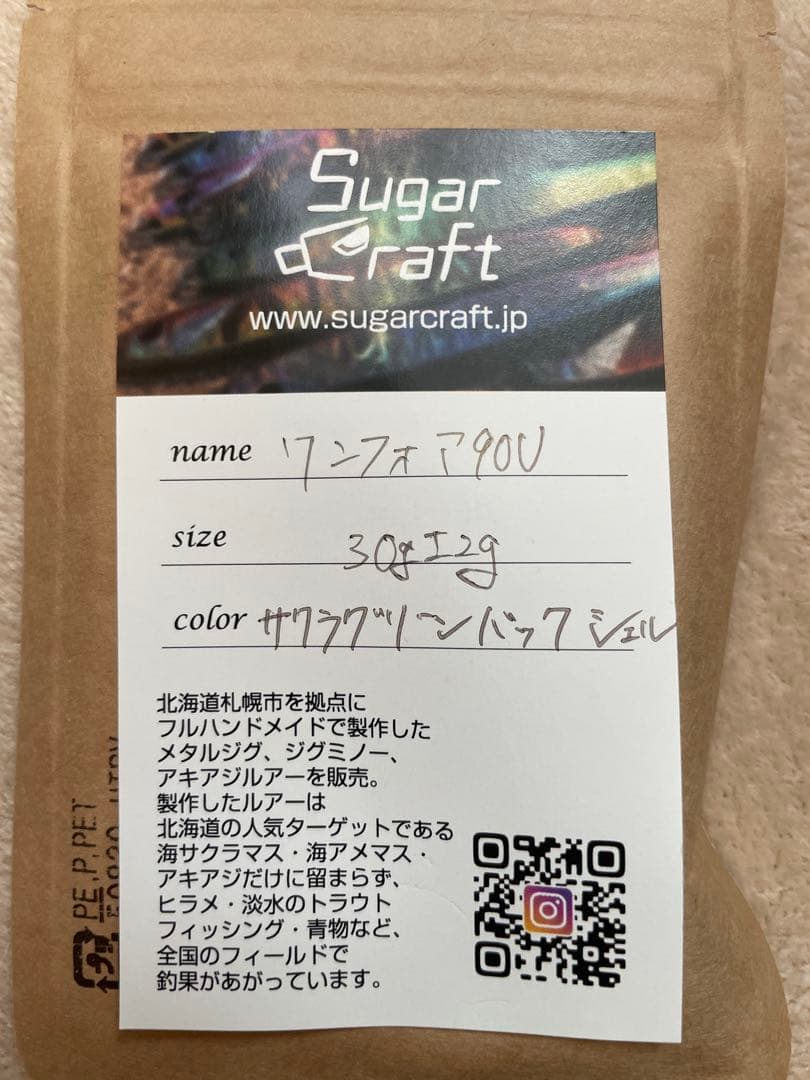 Sugar
Craft
www.sugarcraft.jp
name ワンフォア90U
size 30g±2g
color サクラグリーンバックシェル
北海道札幌市を拠点に
フルハンドメイドで製作した
メタルジグ、ジグミノー、
アキアジルアーを販売。
製作したルアーは
北海道の人気ターゲットである
海サクラマス・海アメマス・
アキアジだけに留まらず、
ヒラメ・淡水のトラウト
フィッシング・青物など、
全国のフィールドで
釣果があがっています。
PE,P,PET